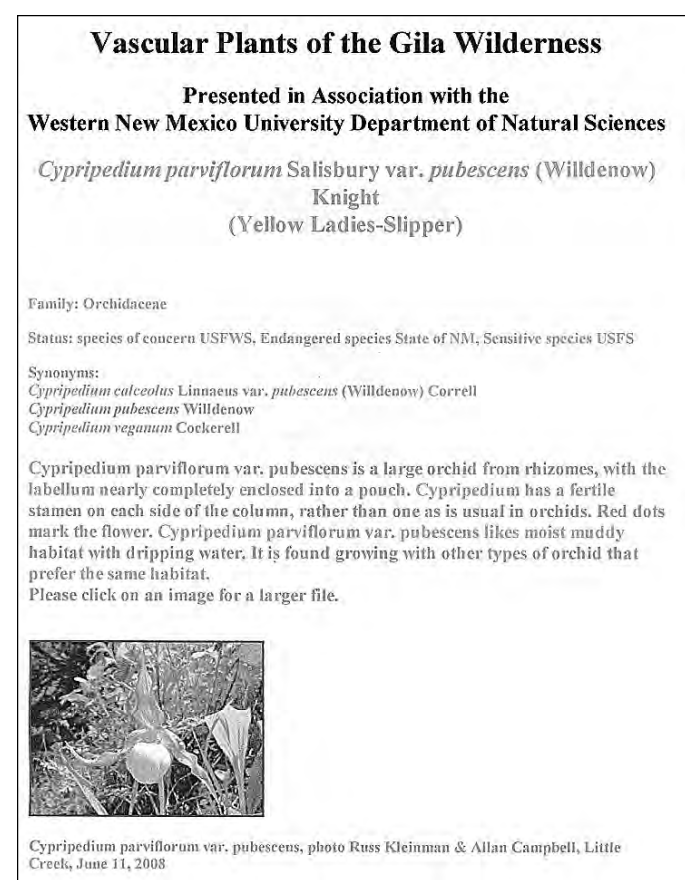 Vascular Plants of the Gila Wilderness
Presented in Association with the
Western New Mexico University Department of Natural Sciences
Cypripedium parviflorum Salisbury var. pubescens (Willdenow)
Knight
(Yellow Ladies-Slipper)
Family: Orchidaceae
Status: species of concern USFWS, Endangered species State of NM, Sensitive species USFS
Synonyms:
Cypripedium calceolus Linnaeus var. pubescens (Willdenow) Correll
Cypripedium pubescens Willdenow
Cypripedium veganum Cockerell
Cypripedium parviflorum var. pubescens is a large orchid from rhizomes, with the
labellum nearly completely enclosed into a pouch. Cypripedium has a fertile
stamen on each side of the column, rather than one as is usual in orchids. Red dots
mark the flower. Cypripedium parviflorum var. pubescens likes moist muddy
habitat with dripping water. It is found growing with other types of orchid that
prefer the same habitat.
Please click on an image for a larger file.
Cypripedium parviflorum var. pubescens, photo Russ Kleinman & Allan Campbell, Little
Creek, June 11, 2008